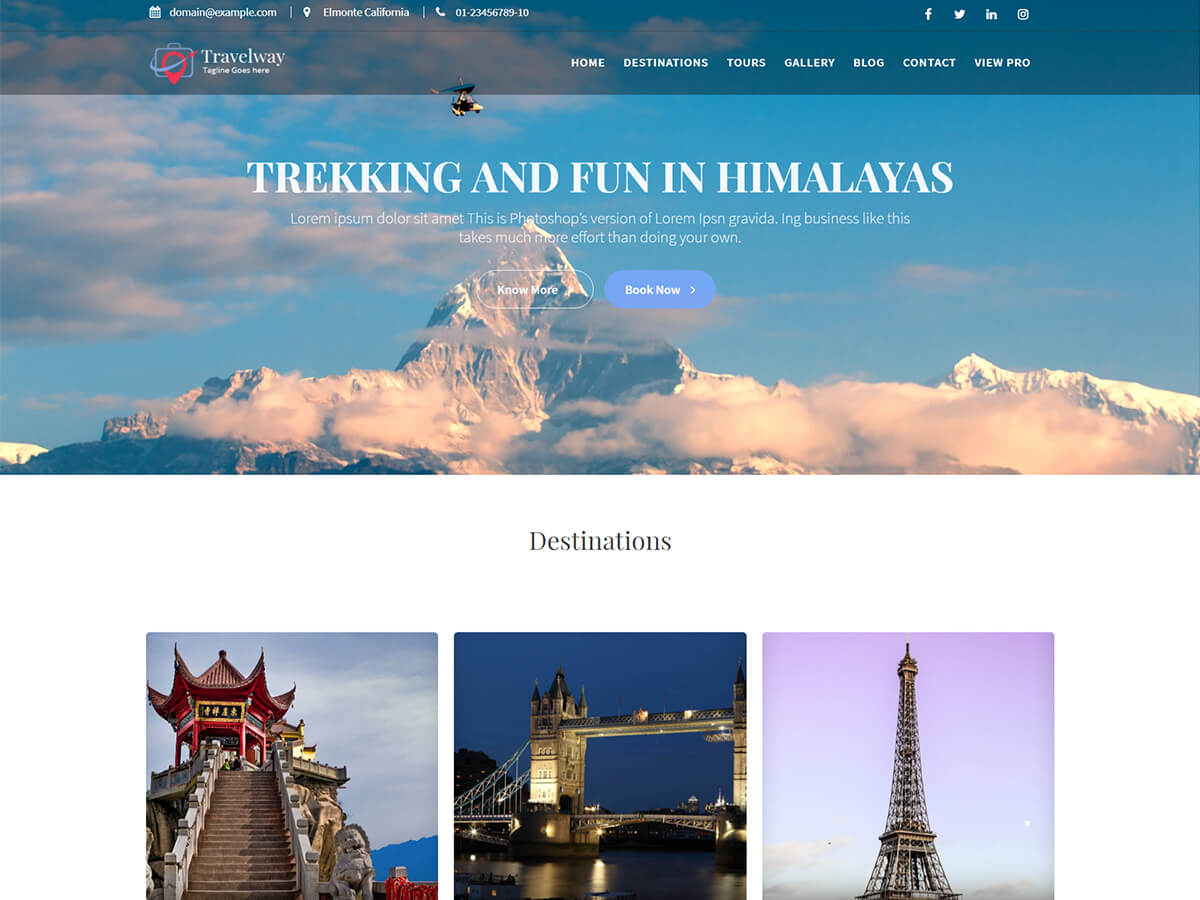 domain@example.com | Elmonte California | 01-23456789-10
Travelway
Tagline Goes here
HOME DESTINATIONS TOURS GALLERY BLOG CONTACT VIEW PRO
TREKKING AND FUN IN HIMALAYAS
Lorem ipsum dolor sit amet This is Photoshop's version of Lorem Ipsn gravida. Ing business like this
takes much more effort than doing your own.
Know More
Book Now
Destinations